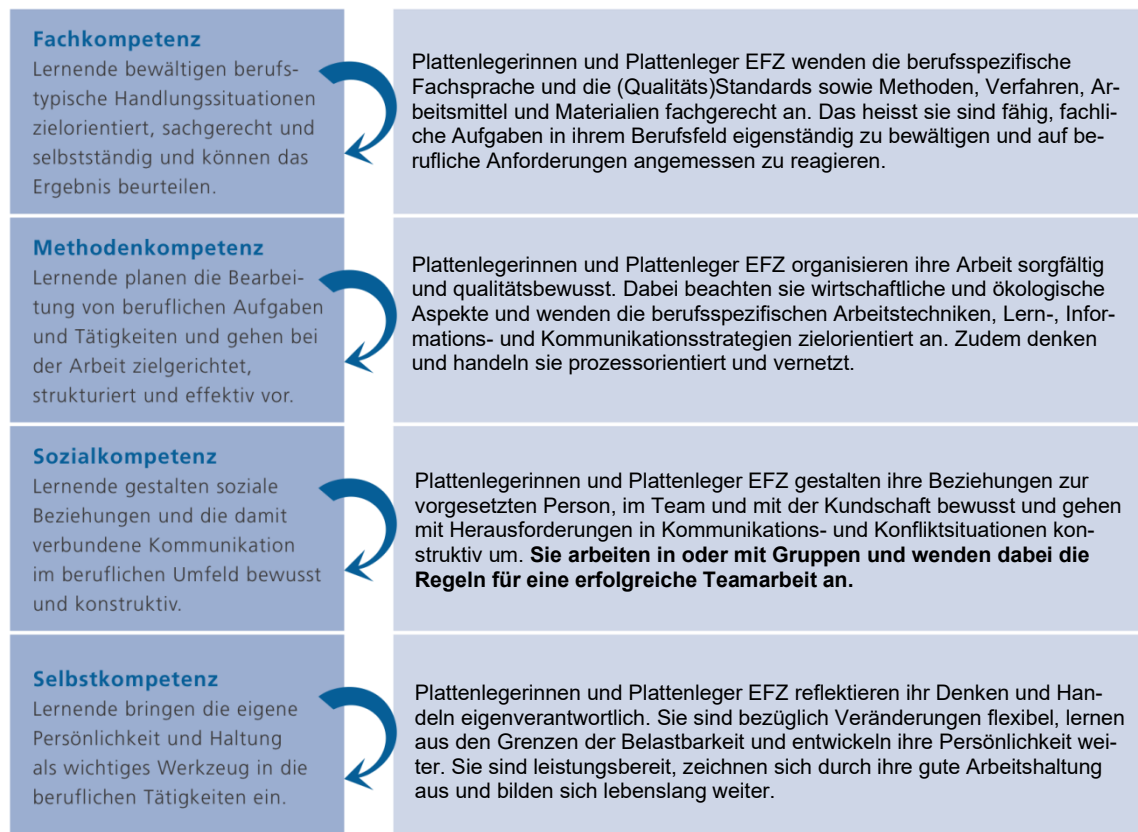 Fachkompetenz
Lernende bewältigen berufs-
typische Handlungssituationen
zielorientiert, sachgerecht und
selbstständig und können das
Ergebnis beurteilen.
Plattenlegerinnen und Plattenleger EFZ wenden die berufsspezifische
Fachsprache und die (Qualitäts)Standards sowie Methoden, Verfahren, Ar-
beitsmittel und Materialien fachgerecht an. Das heisst sie sind fähig, fachli-
che Aufgaben in ihrem Berufsfeld eigenständig zu bewältigen und auf be-
rufliche Anforderungen angemessen zu reagieren.
Methodenkompetenz
Lernende planen die Bearbei-
tung von beruflichen Aufgaben
und Tätigkeiten und gehen bei
der Arbeit zielgerichtet,
strukturiert und effektiv vor.
Plattenlegerinnen und Plattenleger EFZ organisieren ihre Arbeit sorgfältig
und qualitätsbewusst. Dabei beachten sie wirtschaftliche und ökologische
Aspekte und wenden die berufsspezifischen Arbeitstechniken, Lern-, Infor-
mations- und Kommunikationsstrategien zielorientiert an. Zudem denken
und handeln sie prozessorientiert und vernetzt.
Sozialkompetenz
Lernende gestalten soziale
Beziehungen und die damit
verbundene Kommunikation
im beruflichen Umfeld bewusst
und konstruktiv.
Plattenlegerinnen und Plattenleger EFZ gestalten ihre Beziehungen zur
vorgesetzten Person, im Team und mit der Kundschaft bewusst und gehen
mit Herausforderungen in Kommunikations- und Konfliktsituationen kon-
struktiv um. Sie arbeiten in oder mit Gruppen und wenden dabei die
Regeln für eine erfolgreiche Teamarbeit an.
Selbstkompetenz
Lernende bringen die eigene
Persönlichkeit und Haltung
als wichtiges Werkzeug in die
beruflichen Tätigkeiten ein.
Plattenlegerinnen und Plattenleger EFZ reflektieren ihr Denken und Han-
deln eigenverantwortlich. Sie sind bezüglich Veränderungen flexibel, lernen
aus den Grenzen der Belastbarkeit und entwickeln ihre Persönlichkeit wei-
ter. Sie sind leistungsbereit, zeichnen sich durch ihre gute Arbeitshaltung
aus und bilden sich lebenslang weiter.